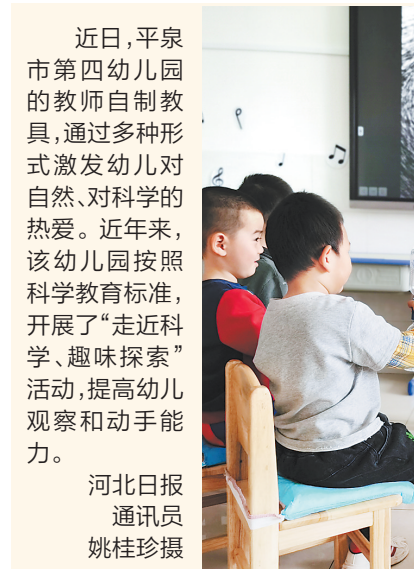 近日,平泉
市第四幼儿园
的教师自制教
具,通过多种形
式激发幼儿对
自然、对科学的
热爱。近年来,
该幼儿园按照
科学教育标准,
开展了“走近科
学、趣味探索”
活动,提高幼儿
观察和动手能
力。
河北日报
通讯员
姚桂珍摄